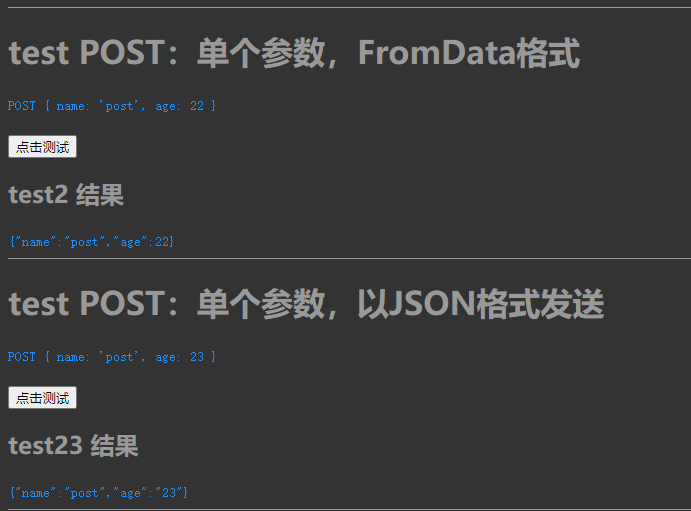 test POST：单个参数，FromData格式
POST { name: 'post', age: 22 }
点击测试
test2 结果
{"name":"post","age":22}
test POST：单个参数，以JSON格式发送
POST { name: 'post', age: 23 }
点击测试
test23 结果
{"name":"post","age":"23"}